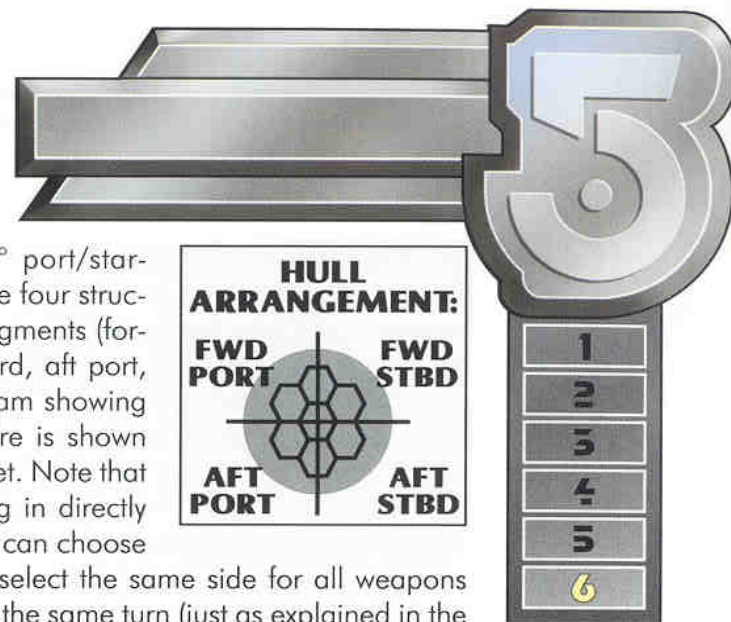 5
° port/star-
e four struc-
gments (for-
rd, aft port,
am showing
re is shown
et. Note that
g in directly
can choose
select the same side for all weapons
the same turn (just as explained in the
HULL
ARRANGEMENT:
FWD PORT
FWD STBD
AFT PORT
AFT STBD
1
2
3
4
5
6